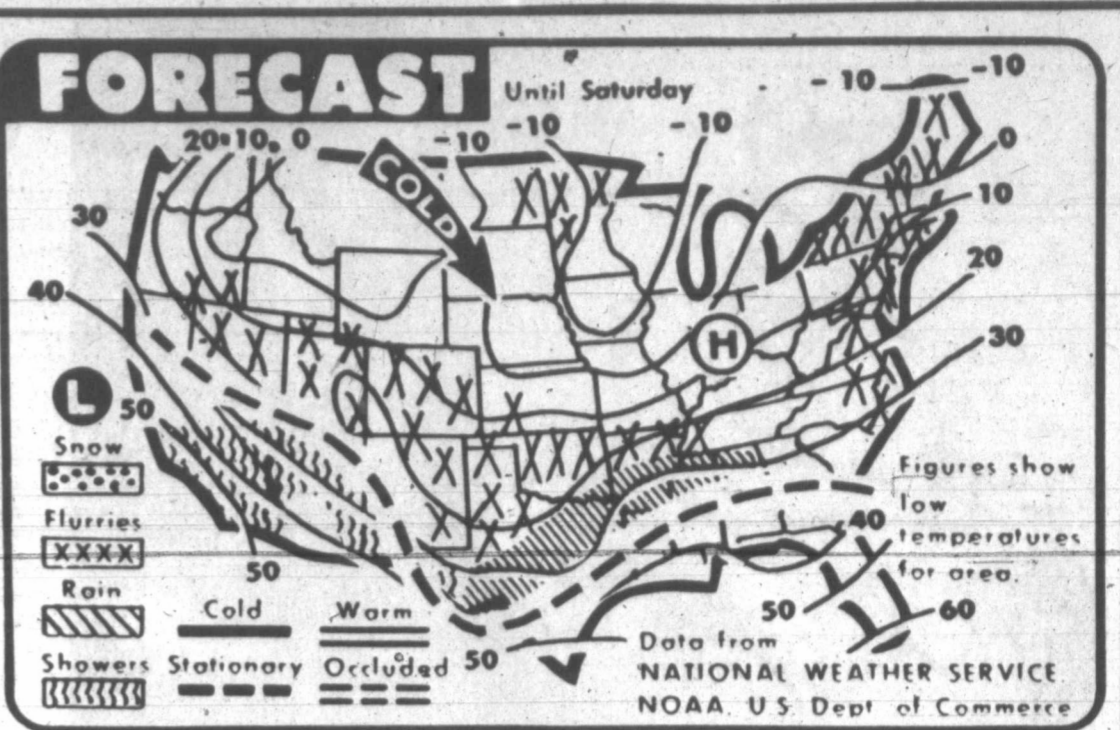 FORECAST Until Saturday
-10 -10
20 10 0 -10 -10 -10
0
COLD
10
30
20
40
H
30
L
50
Snow
Flurries
XXXX
Rain
Showers
50
Cold
Stationary
Warm
Occluded
50
Figures show
low
temperatures
for area.
40
50
60
Data from
NATIONAL WEATHER SERVICE
NOAA, U.S. Dept of Commerce